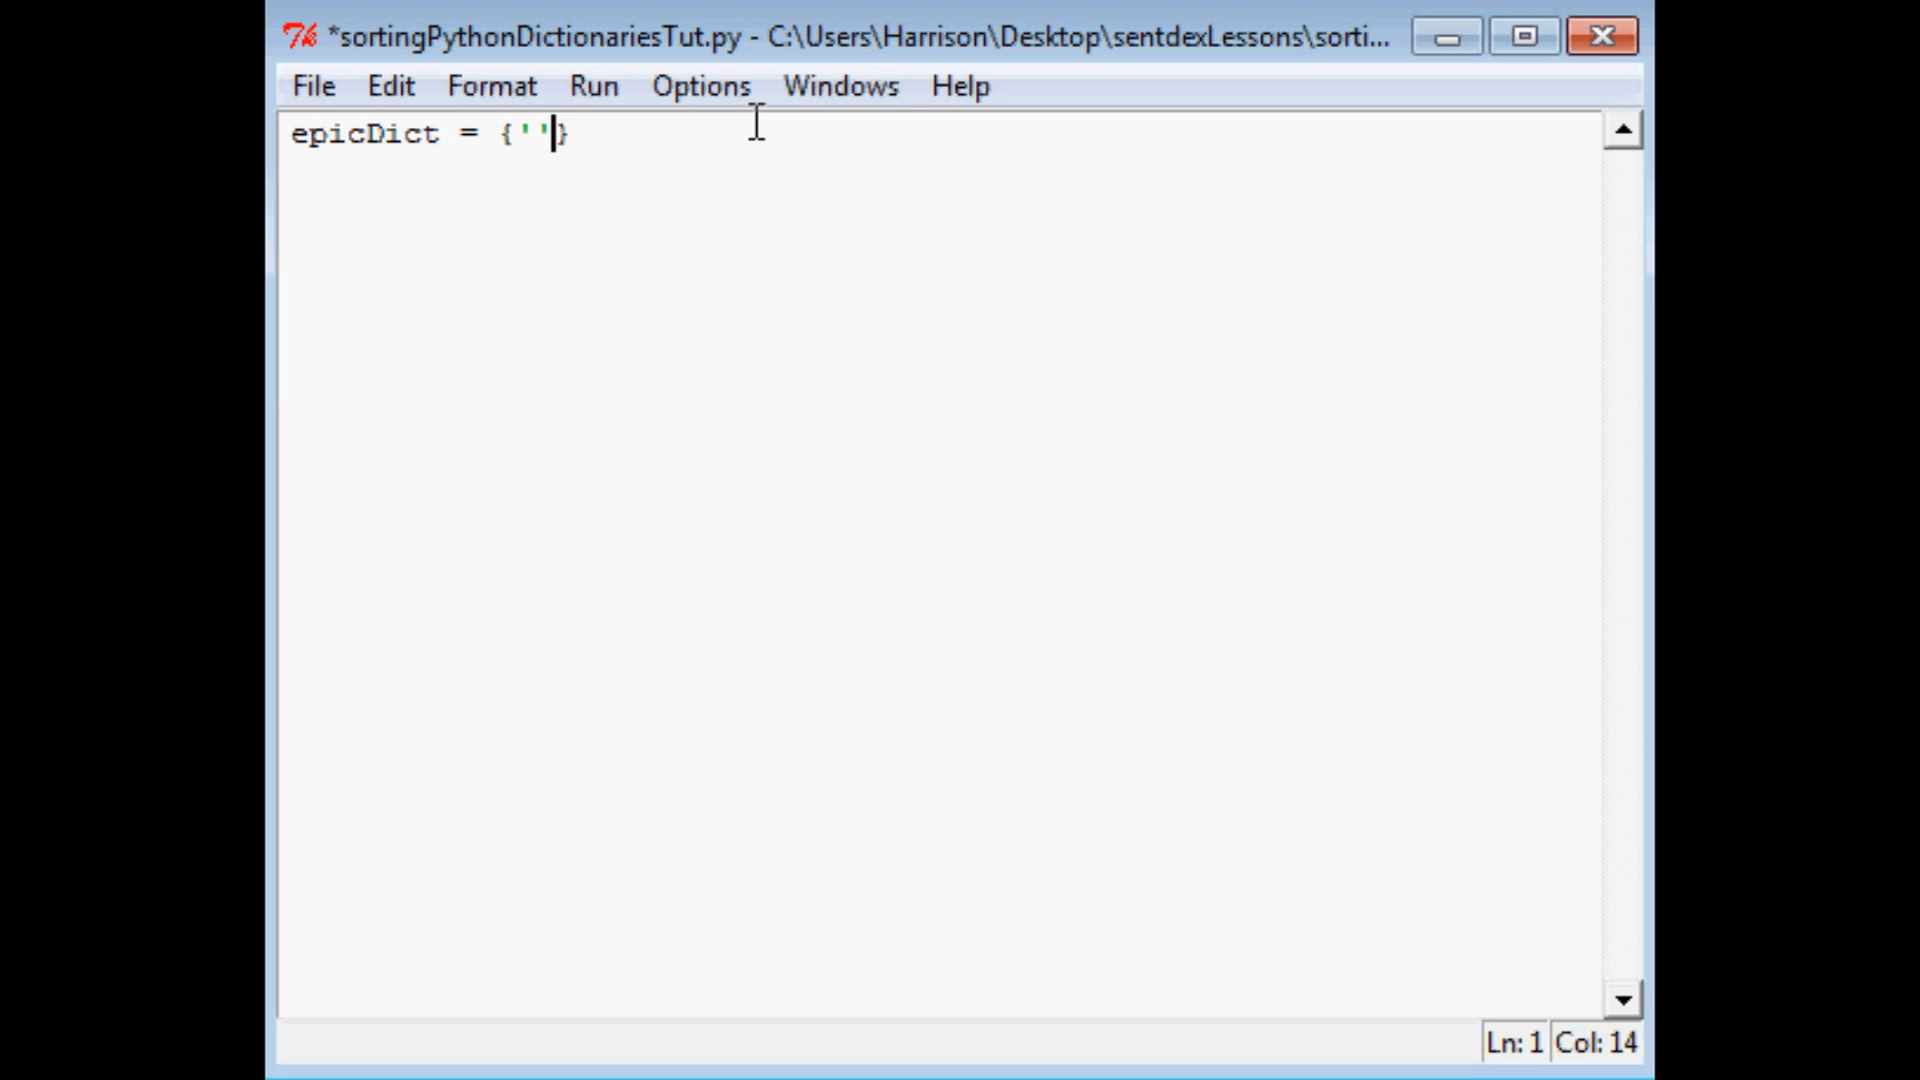 *sortingPythonDictionariesTut.py - C:\Users\Harrison\Desktop\sentdexLessons\sorti...
File Edit Format Run Options Windows Help
epicDict = {''}
Ln: 1 Col: 14